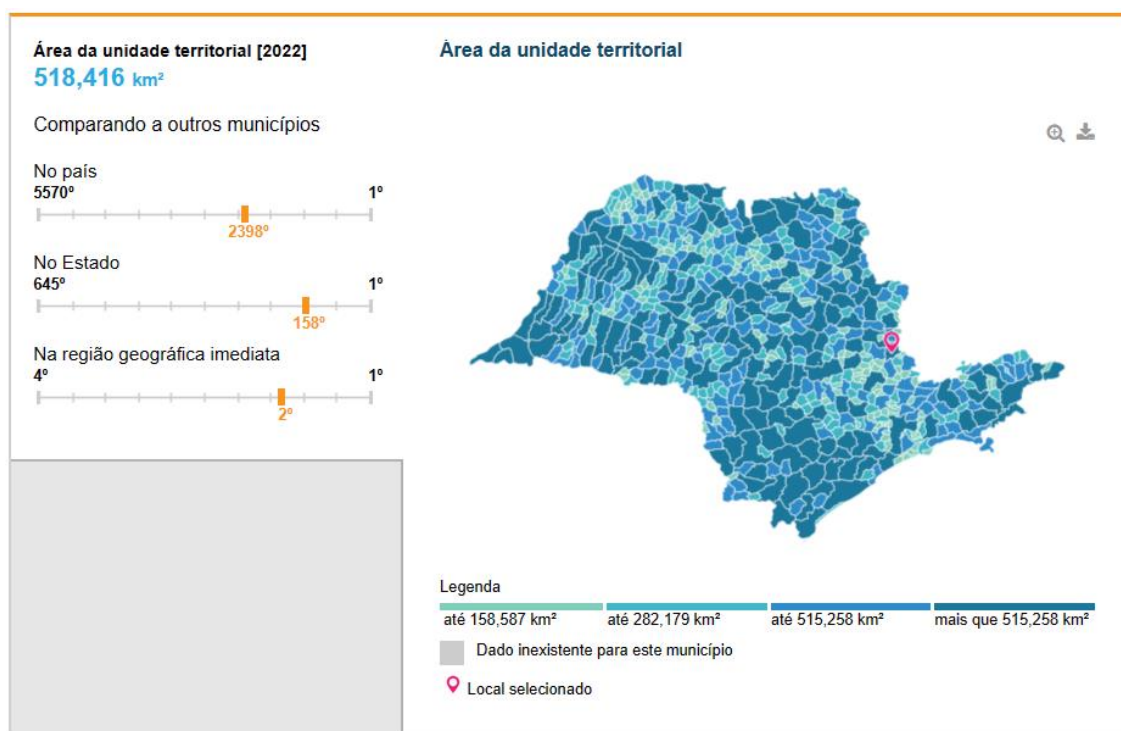 Área da unidade territorial [2022]
518,416 km²
Comparando a outros municípios
No país
5570º 1º
2398º
No Estado
645º 1º
158º
Na região geográfica imediata
4º 1º
2º
Área da unidade territorial
Legenda
até 158,587 km² até 282,179 km² até 515,258 km² mais que 515,258 km²
Dado inexistente para este município
Local selecionado